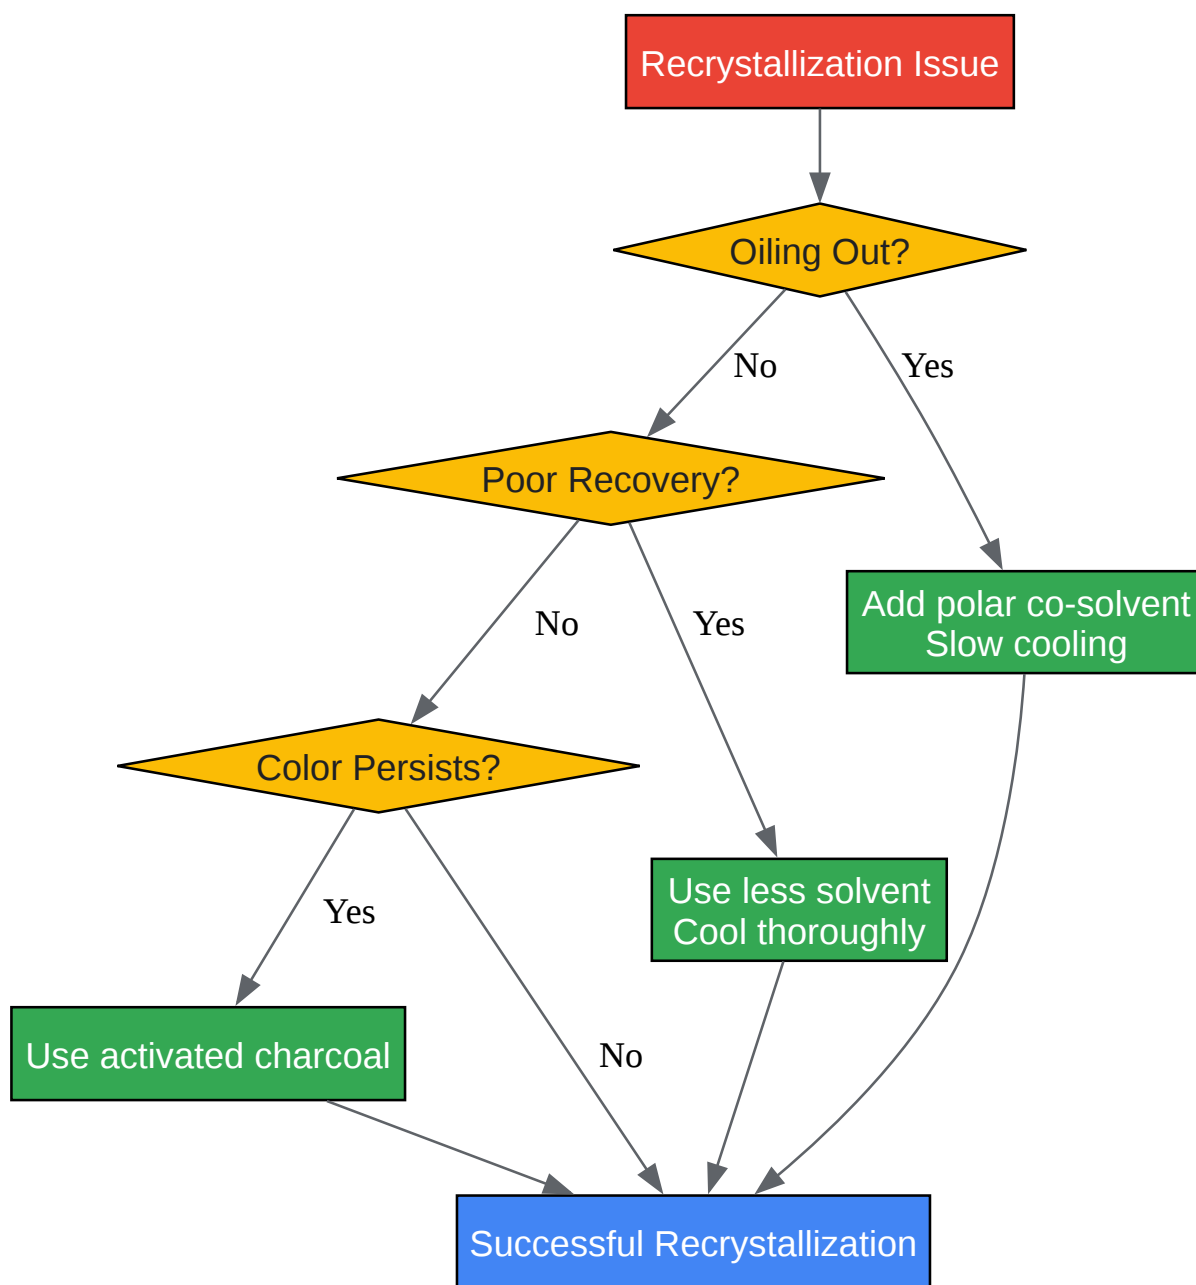 Recrystallization Issue
Oiling Out?
No
Yes
Poor Recovery?
Add polar co-solvent
Slow cooling
No
Yes
Color Persists?
Use less solvent
Cool thoroughly
Yes
Use activated charcoal
No
Successful Recrystallization